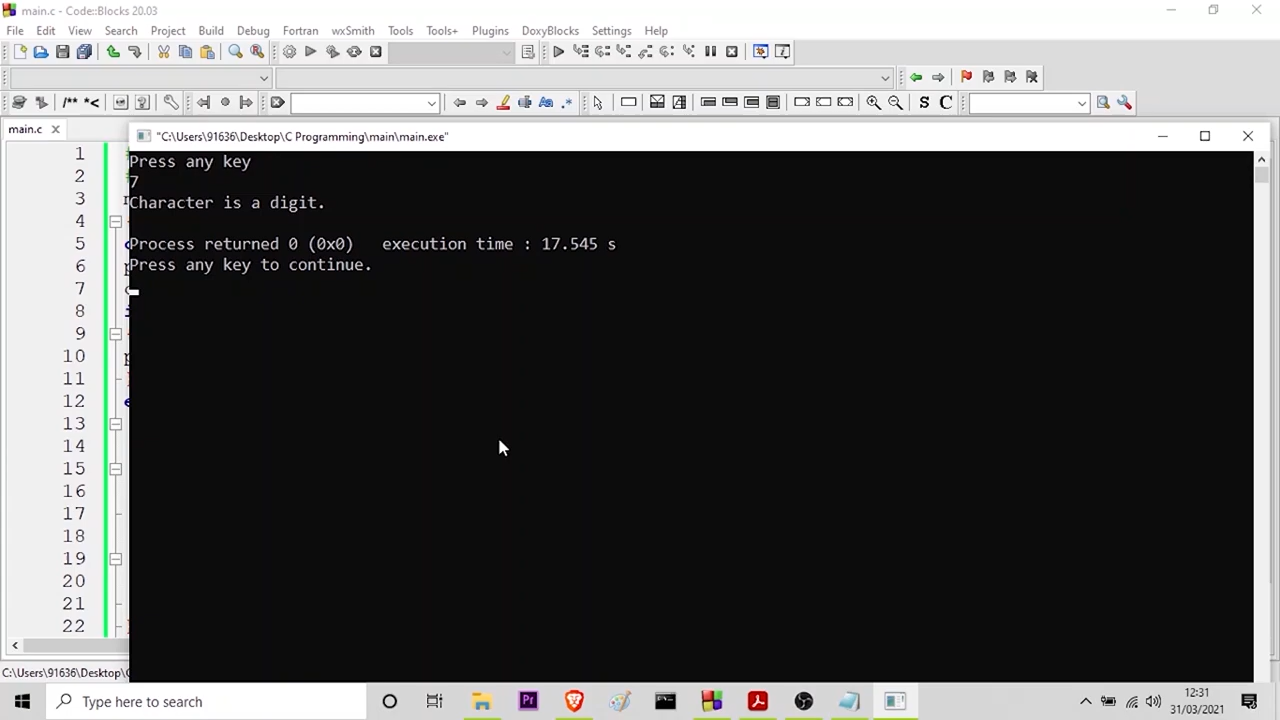 main.c - Code::Blocks 20.03
File Edit View Search Project Build Debug Fortran wxSmith Tools Tools+ Plugins DoxyBlocks Settings Help
/** *<
Aa .*
S C
main.c
"C:\Users\91636\Desktop\C Programming\main\main.exe"
1
2
3
4
5
6
7
8
9
10
11
12
13
14
15
16
17
18
19
20
21
22
Press any key
7
Character is a digit.
Process returned 0 (0x0)   execution time : 17.545 s
Press any key to continue.
C:\Users\91636\Desktop\
Type here to search
Pr
12:31
31/03/2021